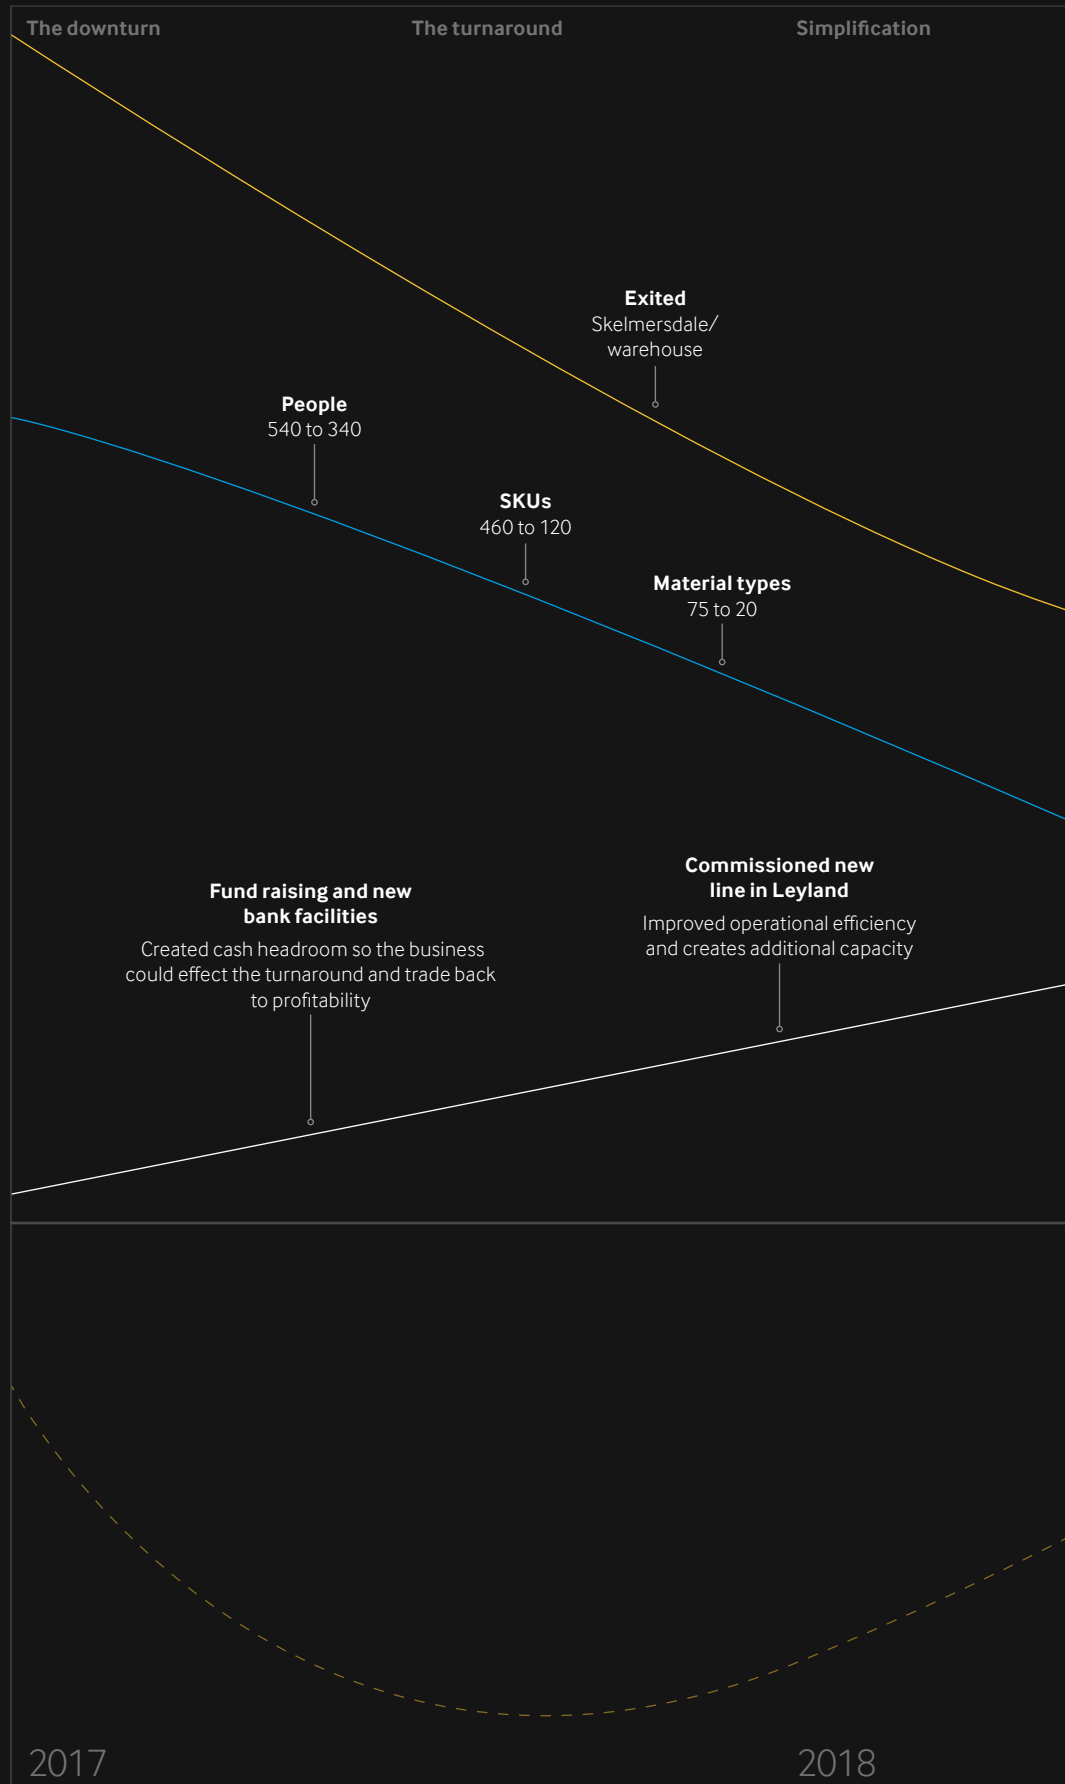 The downturn
The turnaround
Simplification
Exited
Skelmersdale/
warehouse
People
540 to 340
SKUs
460 to 120
Material types
75 to 20
Commissioned new
line in Leyland
Improved operational efficiency
and creates additional capacity
Fund raising and new
bank facilities
Created cash headroom so the business
could effect the turnaround and trade back
to profitability
2017
2018